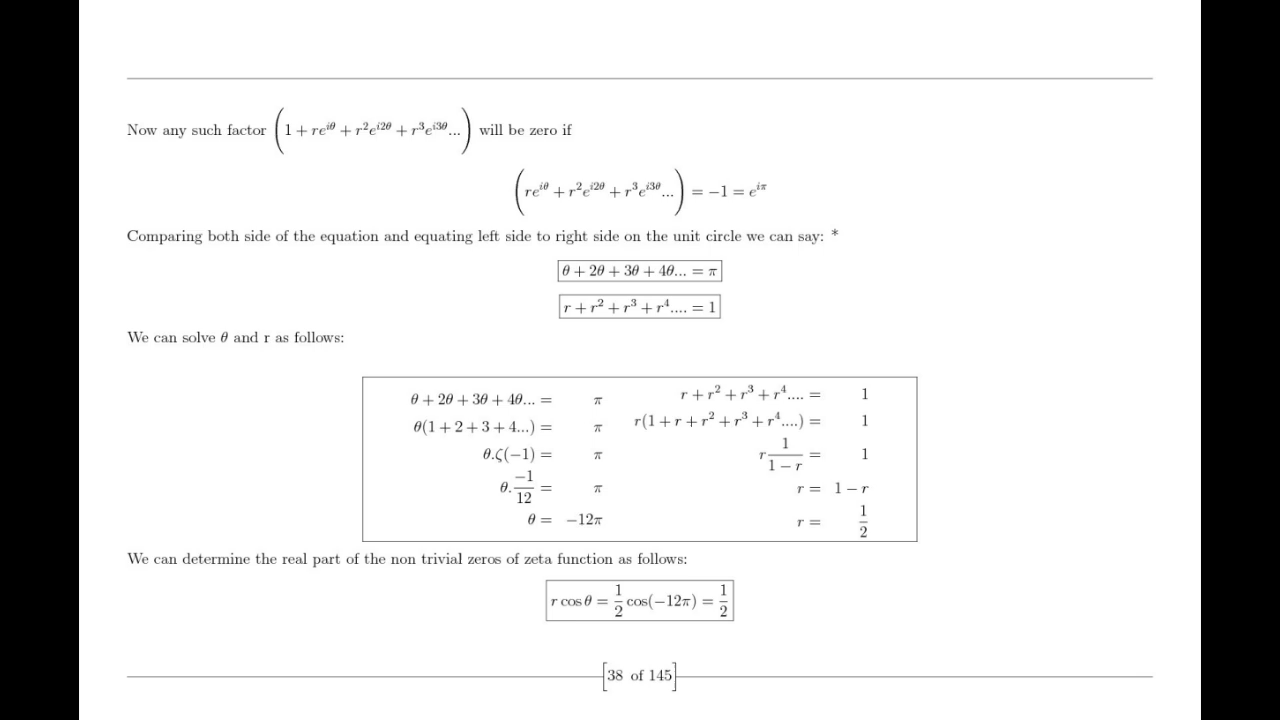 Now any such factor (1 + re^{iθ} + r^2e^{i2θ} + r^3e^{i3θ}...) will be zero if
(re^{iθ} + r^2e^{i2θ} + r^3e^{i3θ}...) = −1 = e^{iπ}
Comparing both side of the equation and equating left side to right side on the unit circle we can say: *
θ + 2θ + 3θ + 4θ... = π
r + r^2 + r^3 + r^4.... = 1
We can solve θ and r as follows:
θ + 2θ + 3θ + 4θ... = π r + r^2 + r^3 + r^4.... = 1
θ(1 + 2 + 3 + 4...) = π r(1 + r + r^2 + r^3 + r^4....) = 1
θ.ζ(−1) = π r\frac{1}{1 − r} = 1
θ.\frac{−1}{12} = π r = 1 − r
θ = −12π r = \frac{1}{2}
We can determine the real part of the non trivial zeros of zeta function as follows:
r cos θ = \frac{1}{2} cos(−12π) = \frac{1}{2}
[38 of 145]